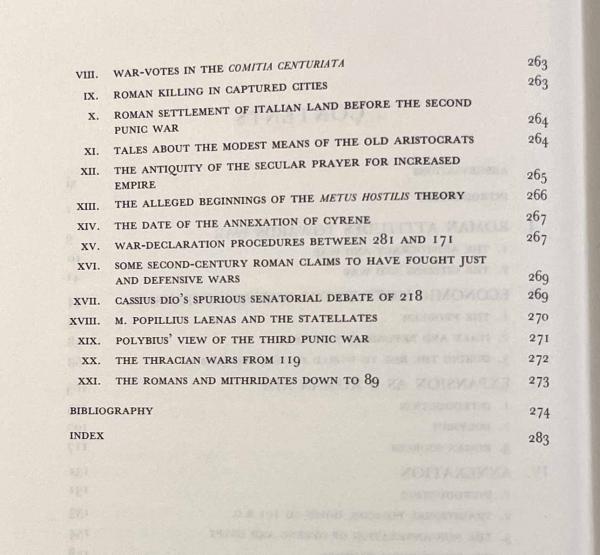 VIII. WAR-VOTES IN THE COMITIA CENTURIATA 263
IX. ROMAN KILLING IN CAPTURED CITIES 263
X. ROMAN SETTLEMENT OF ITALIAN LAND BEFORE THE SECOND
PUNIC WAR 264
XI. TALES ABOUT THE MODEST MEANS OF THE OLD ARISTOCRATS 264
XII. THE ANTIQUITY OF THE SECULAR PRAYER FOR INCREASED
EMPIRE 265
XIII. THE ALLEGED BEGINNINGS OF THE METUS HOSTILIS THEORY 266
XIV. THE DATE OF THE ANNEXATION OF CYRENE 267
XV. WAR-DECLARATION PROCEDURES BETWEEN 281 AND 171 267
XVI. SOME SECOND-CENTURY ROMAN CLAIMS TO HAVE FOUGHT JUST
AND DEFENSIVE WARS 269
XVII. CASSIUS DIO'S SPURIOUS SENATORIAL DEBATE OF 218 269
XVIII. M. POPILLIUS LAENAS AND THE STATELLATES 270
XIX. POLYBIUS' VIEW OF THE THIRD PUNIC WAR 271
XX. THE THRACIAN WARS FROM 119 272
XXI. THE ROMANS AND MITHRIDATES DOWN TO 89 273
BIBLIOGRAPHY 274
INDEX 283